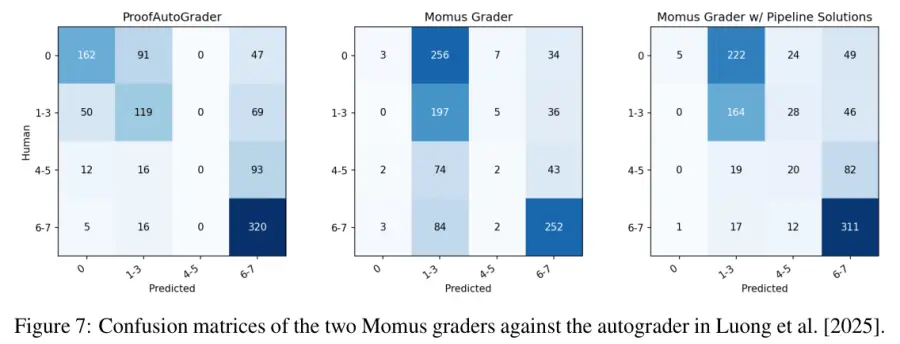 ProofAutoGrader
Momus Grader
Momus Grader w/ Pipeline Solutions
Human
0
162 91 0 47
1-3
50 119 0 69
4-5
12 16 0 93
6-7
5 16 0 320
0 1-3 4-5 6-7
Predicted
0
3 256 7 34
1-3
0 197 5 36
4-5
2 74 2 43
6-7
3 84 2 252
0 1-3 4-5 6-7
Predicted
0
5 222 24 49
1-3
0 164 28 46
4-5
0 19 20 82
6-7
1 17 12 311
0 1-3 4-5 6-7
Predicted
Figure 7: Confusion matrices of the two Momus graders against the autograder in Luong et al. [2025].